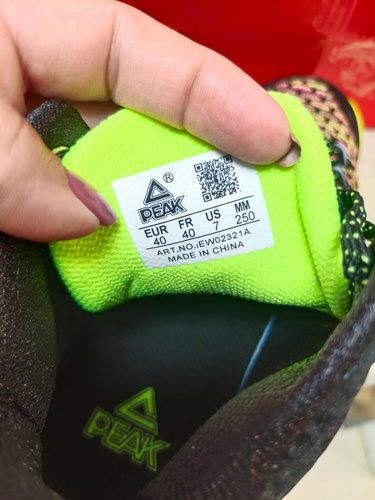 ®
PEAK
EUR FR US MM
40 40 7 250
ART.NO.:EW02321A
MADE IN CHINA
PEAK